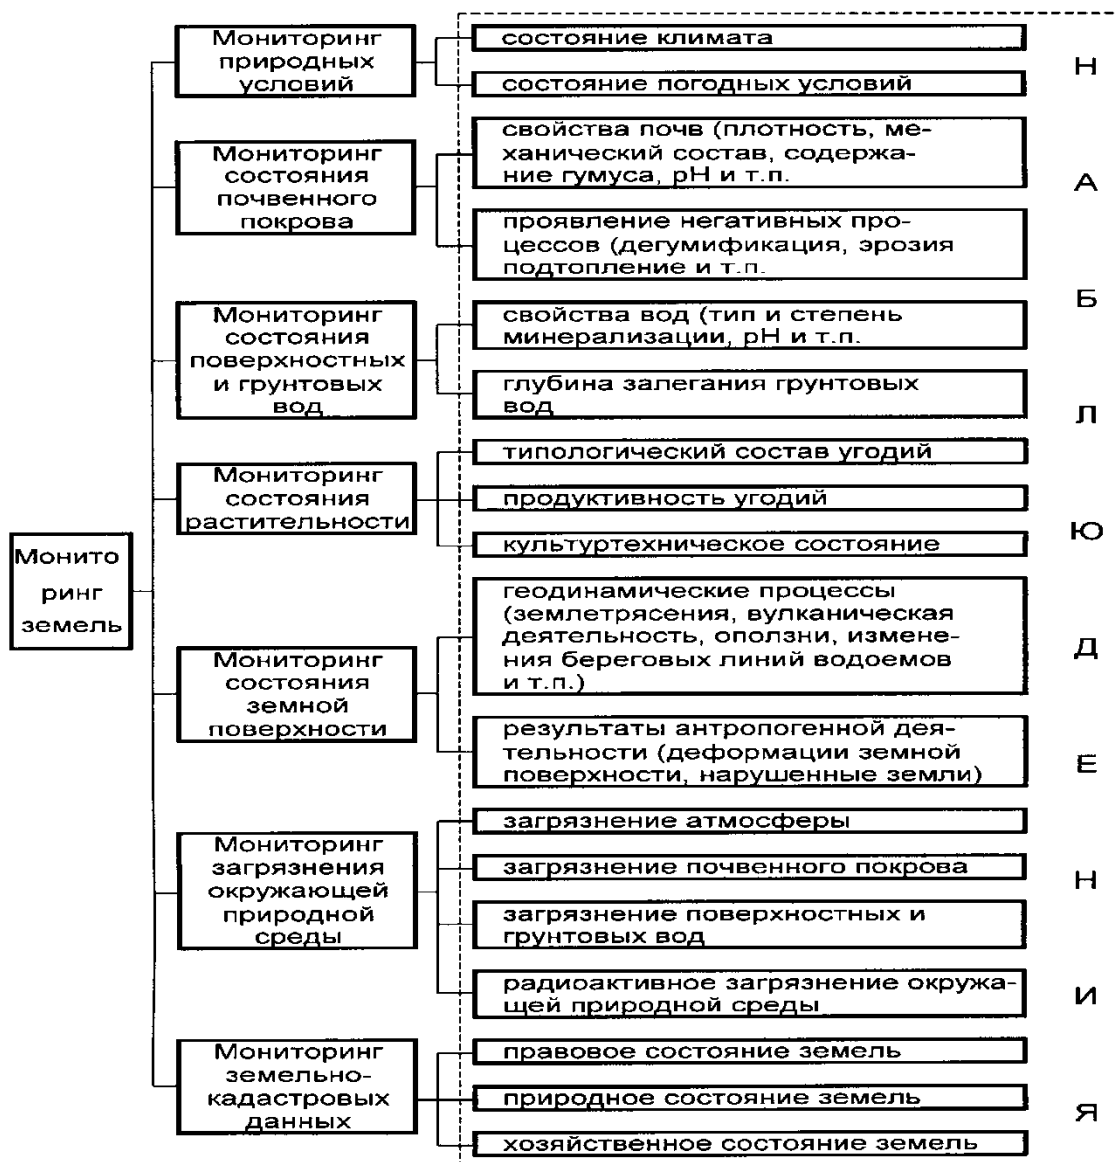 Монито
ринг
земель
Мониторинг
природных
условий
состояние климата
состояние погодных условий
Мониторинг
состояния
почвенного
покрова
свойства почв (плотность, ме-
ханический состав, содержа-
ние гумуса, рН и т.п.
проявление негативных про-
цессов (дегумификация, эрозия
подтопление и т.п.
Мониторинг
состояния
поверхностных
и грунтовых
вод
свойства вод (тип и степень
минерализации, рН и т.п.
глубина залегания грунтовых
вод
Мониторинг
состояния
растительности
типологический состав угодий
продуктивность угодий
культуртехническое состояние
Мониторинг
состояния
земной
поверхности
геодинамические процессы
(землетрясения, вулканическая
деятельность, оползни, измене-
ния береговых линий водоемов
и т.п.)
результаты антропогенной дея-
тельности (деформации земной
поверхности, нарушенные земли)
Мониторинг
загрязнения
окружающей
природной
среды
загрязнение атмосферы
загрязнение почвенного покрова
загрязнение поверхностных и
грунтовых вод
радиоактивное загрязнение окружа-
щей природной среды
Мониторинг
земельно-
кадастровых
данных
правовое состояние земель
природное состояние земель
хозяйственное состояние земель
Н
А
Б
Л
Ю
Д
Е
Н
И
Я